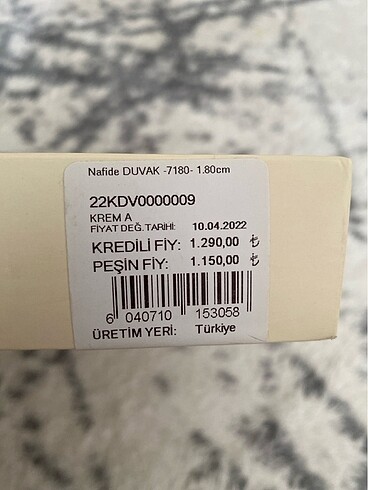 Nafide DUVAK -7180- 1.80cm
22KDV0000009
KREM A
FİYAT DEĞ.TARİHİ: 10.04.2022
KREDİLİ FİY: 1.290,00 ₺
PEŞİN FİY: 1.150,00 ₺
6 040710 153058
ÜRETİM YERİ: Türkiye